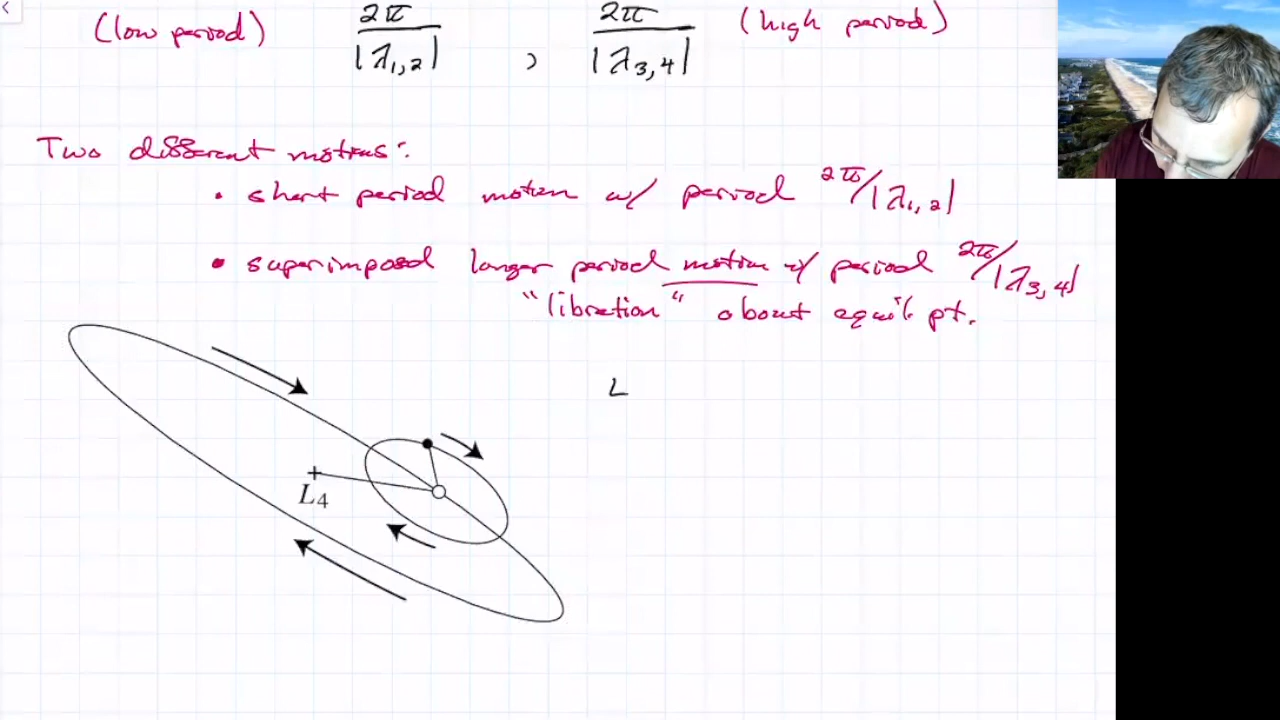 (low period) 2π/|λ1,2| , 2π/|λ3,4| (high period)
Two different motions:
• short period motion w/ period 2π/|λ1,2|
• superimposed longer period motion w/ period 2π/|λ3,4|
"libration" about equil. pt.
L
L4